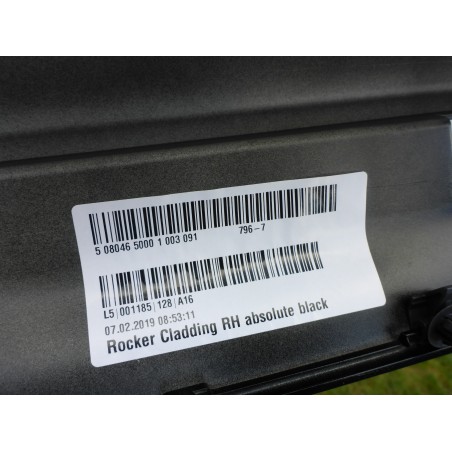 5 08046 5000 1 003 091 796-7
L5 | 001185 | 128 | A16
07.02.2019 08:53:11
Rocker Cladding RH absolute black